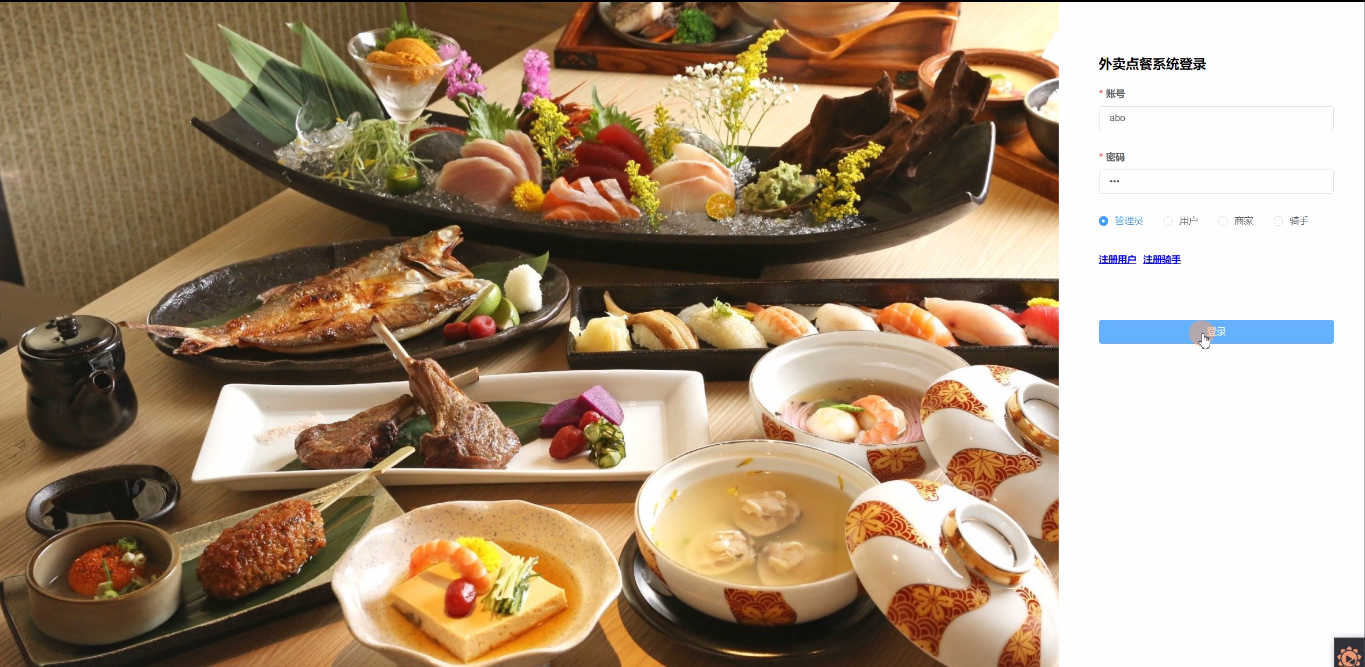 外卖点餐系统登录
* 账号
abo
* 密码
•••
管理员 用户 商家 骑手
注册用户 注册骑手
登录